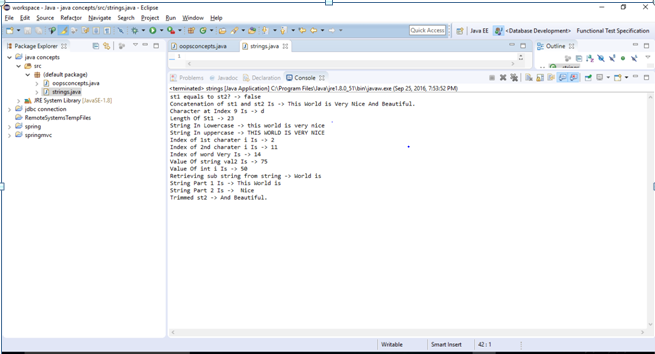 workspace - Java - java concepts/src/strings.java - Eclipse
File Edit Source Refactor Navigate Search Project Run Window Help
Quick Access Java EE <Database Development> Functional Test Specification
Package Explorer
java concepts
src
(default package)
oopsconcepts.java
strings.java
JRE System Library [JavaSE-1.8]
jdbc connection
RemoteSystemsTempFiles
spring
springmvc
oopsconcepts.java strings.java
1
Outline
Problems Javadoc Declaration Console
<terminated> strings [Java Application] C:\Program Files\Java\jre1.8.0_51\bin\javaw.exe (Sep 25, 2016, 7:53:52 PM)
st1 equals to st2? -> false
Concatenation of st1 and st2 Is -> This World is Very Nice And Beautiful.
Character at Index 9 Is -> d
Length Of St1 -> 23
String In Lowercase -> this world is very nice
String In uppercase -> THIS WORLD IS VERY NICE
Index of 1st charater i Is -> 2
Index of 2nd charater i Is -> 11
Index of word Very Is -> 14
Value Of string val2 Is -> 75
Value Of int i Is -> 50
Retrieving sub string from string -> World is
String Part 1 Is -> This World is
String Part 2 Is -> Nice
Trimmed st2 -> And Beautiful.
Writable Smart Insert 42 : 1